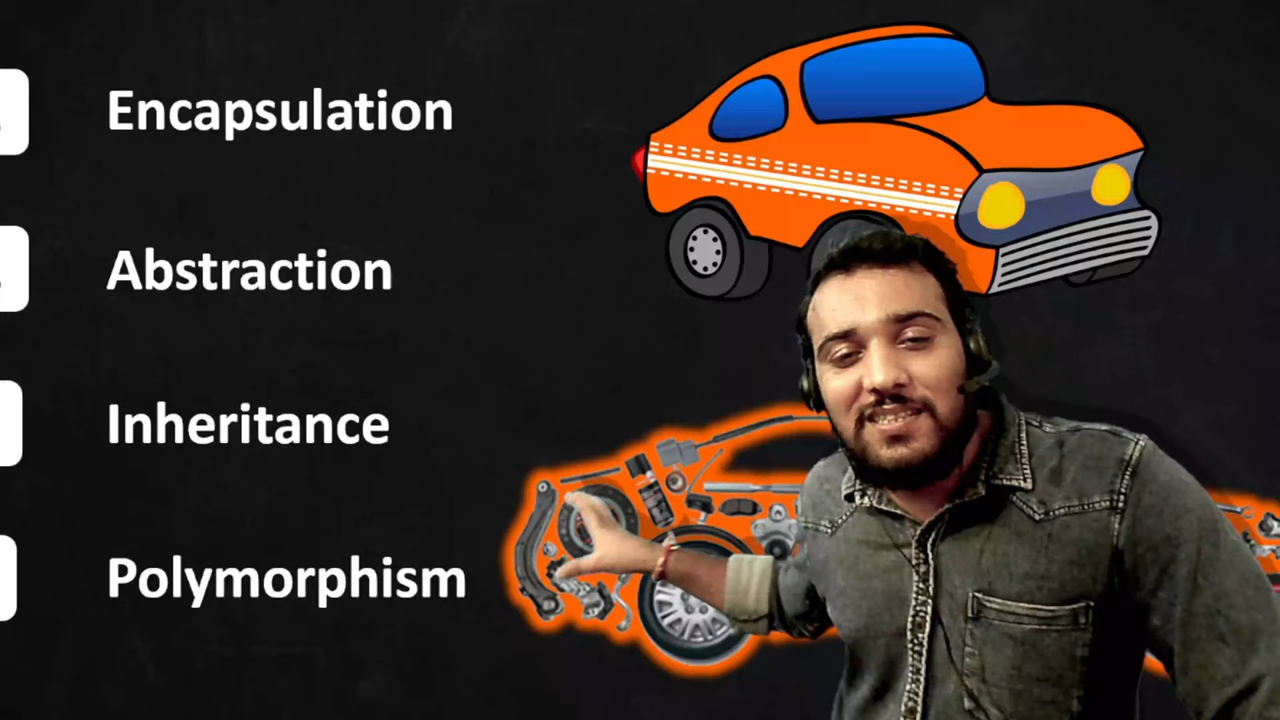 Encapsulation
Abstraction
Inheritance
Polymorphism